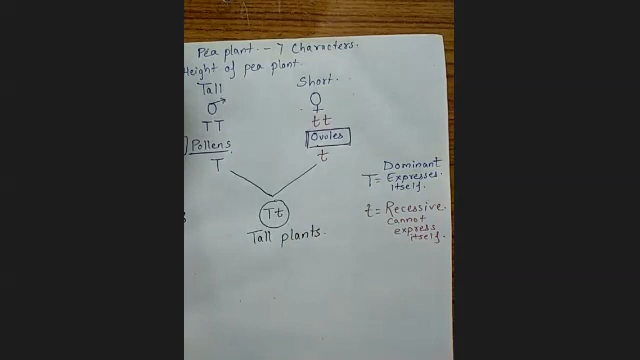 Pea plant - 7 Characters.
Height of pea plant
Tall
Short.
♂
♀
TT
tt
Pollens
Ovules
T
t
Dominant
T= Expresses
itself.
Tt
t= Recessive.
Cannot
express
itself.
Tall plants.